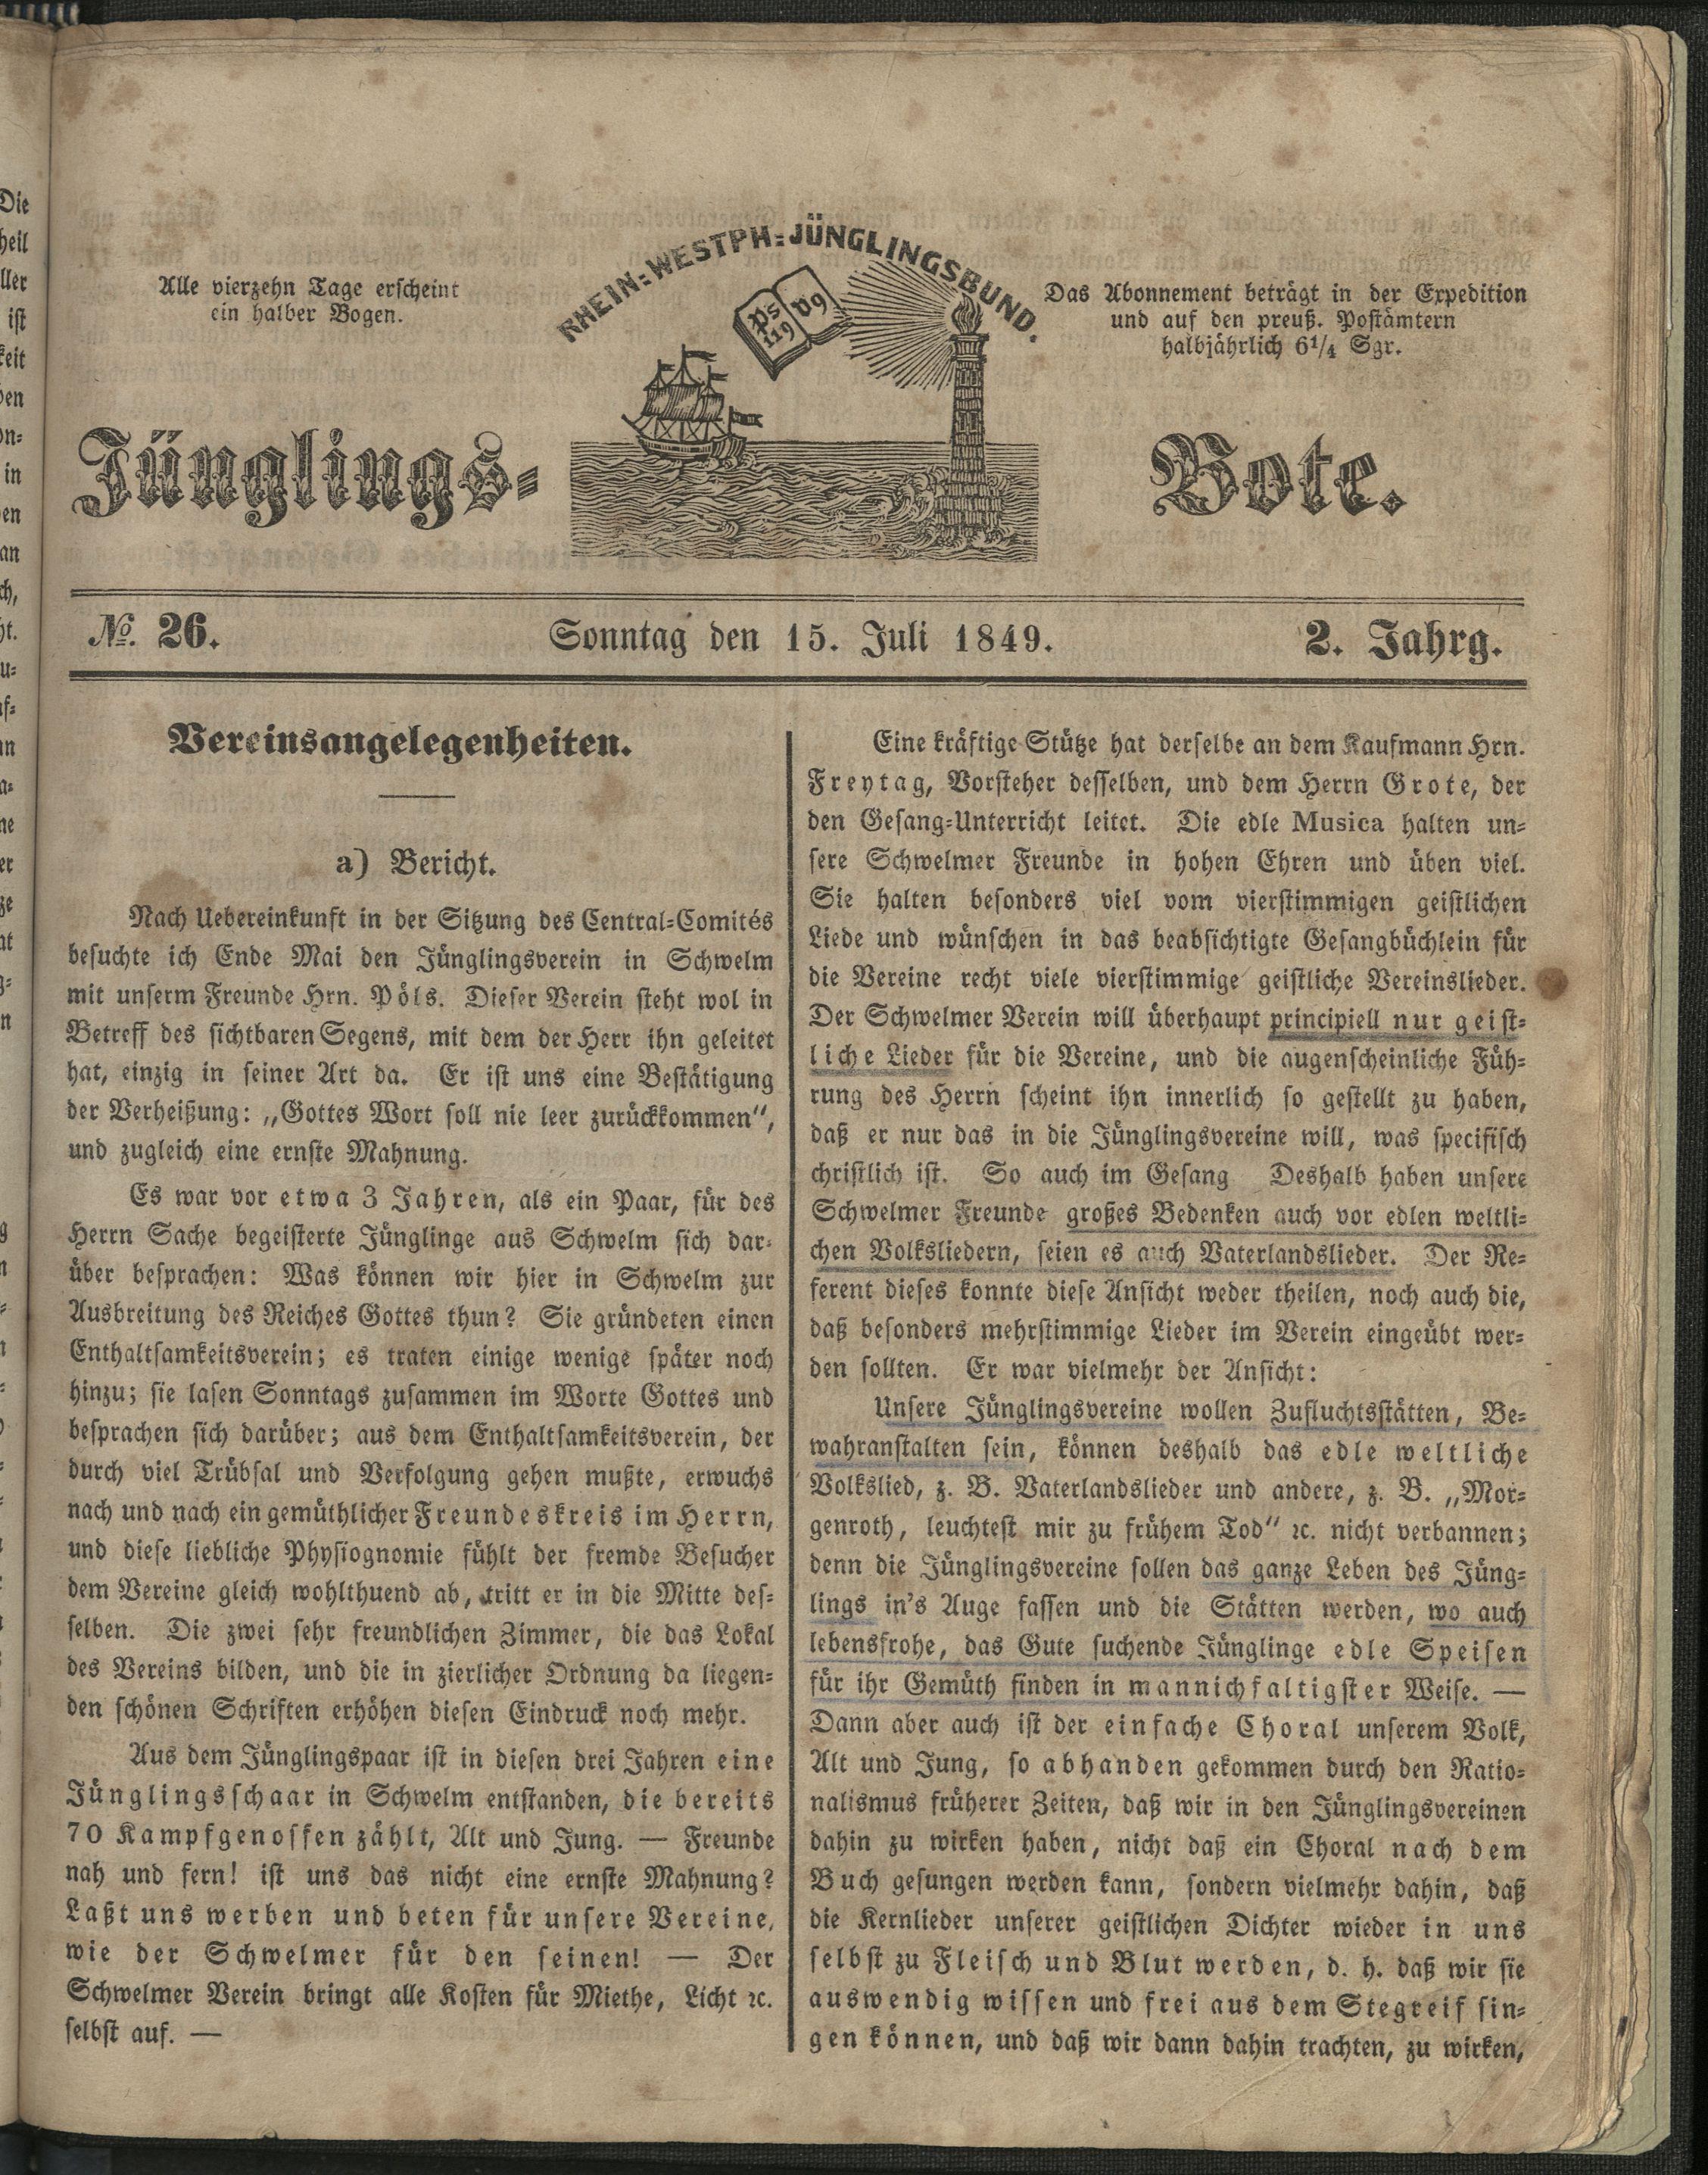 Alle vierzehn Tage erscheint
ein halber Bogen.
RHEIN-WESTPH-JÜNGLINGSBUND.
Ps 119
V9
Das Abonnement beträgt in der Expedition
und auf den preuß. Postämtern
halbjährlich 6 1/4 Sgr.
Jünglings-
Bote.
No. 26.
Sonntag den 15. Juli 1849.
2. Jahrg.
Vereinsangelegenheiten.
a) Bericht.
Nach Uebereinkunft in der Sitzung des Central-Comités
besuchte ich Ende Mai den Jünglingsverein in Schwelm
mit unserm Freunde Hrn. Pöls. Dieser Verein steht wol in
Betreff des sichtbaren Segens, mit dem der Herr ihn geleitet
hat, einzig in seiner Art da. Er ist uns eine Bestätigung
der Verheißung: „Gottes Wort soll nie leer zurückkommen“,
und zugleich eine ernste Mahnung.
Es war vor etwa 3 Jahren, als ein Paar, für des
Herrn Sache begeisterte Jünglinge aus Schwelm sich dar-
über besprachen: Was können wir hier in Schwelm zur
Ausbreitung des Reiches Gottes thun? Sie gründeten einen
Enthaltsamkeitsverein; es traten einige wenige später noch
hinzu; sie lasen Sonntags zusammen im Worte Gottes und
besprachen sich darüber; aus dem Enthaltsamkeitsverein, der
durch viel Trübsal und Verfolgung gehen mußte, erwuchs
nach und nach ein gemüthlicher Freundeskreis im Herrn,
und diese liebliche Physiognomie fühlt der fremde Besucher
dem Vereine gleich wohlthuend ab, tritt er in die Mitte des-
selben. Die zwei sehr freundlichen Zimmer, die das Lokal
des Vereins bilden, und die in zierlicher Ordnung da liegen-
den schönen Schriften erhöhen diesen Eindruck noch mehr.
Aus dem Jünglingspaar ist in diesen drei Jahren eine
Jünglingsschaar in Schwelm entstanden, die bereits
70 Kampfgenossen zählt, Alt und Jung. — Freunde
nah und fern! ist uns das nicht eine ernste Mahnung?
Laßt uns werben und beten für unsere Vereine,
wie der Schwelmer für den seinen! — Der
Schwelmer Verein bringt alle Kosten für Miethe, Licht ꝛc.
selbst auf. —
Eine kräftige Stütze hat derselbe an dem Kaufmann Hrn.
Freytag, Vorsteher desselben, und dem Herrn Grote, der
den Gesang-Unterricht leitet. Die edle Musica halten un-
sere Schwelmer Freunde in hohen Ehren und üben viel.
Sie halten besonders viel vom vierstimmigen geistlichen
Liede und wünschen in das beabsichtigte Gesangbüchlein für
die Vereine recht viele vierstimmige geistliche Vereinslieder.
Der Schwelmer Verein will überhaupt principiell nur geist-
liche Lieder für die Vereine, und die augenscheinliche Füh-
rung des Herrn scheint ihn innerlich so gestellt zu haben,
daß er nur das in die Jünglingsvereine will, was specifisch
christlich ist. So auch im Gesang Deshalb haben unsere
Schwelmer Freunde großes Bedenken auch vor edlen weltli-
chen Volksliedern, seien es auch Vaterlandslieder. Der Re-
ferent dieses konnte diese Ansicht weder theilen, noch auch die,
daß besonders mehrstimmige Lieder im Verein eingeübt wer-
den sollten. Er war vielmehr der Ansicht:
Unsere Jünglingsvereine wollen Zufluchtsstätten, Be-
wahranstalten sein, können deshalb das edle weltliche
Volkslied, z. B. Vaterlandslieder und andere, z. B. „Mor-
genroth, leuchtest mir zu frühem Tod“ ꝛc. nicht verbannen;
denn die Jünglingsvereine sollen das ganze Leben des Jüng-
lings in's Auge fassen und die Stätten werden, wo auch
lebensfrohe, das Gute suchende Jünglinge edle Speisen
für ihr Gemüth finden in mannichfaltigster Weise. —
Dann aber auch ist der einfache Choral unserem Volk,
Alt und Jung, so abhanden gekommen durch den Ratio-
nalismus früherer Zeiten, daß wir in den Jünglingsvereinen
dahin zu wirken haben, nicht daß ein Choral nach dem
Buch gesungen werden kann, sondern vielmehr dahin, daß
die Kernlieder unserer geistlichen Dichter wieder in uns
selbst zu Fleisch und Blut werden, d. h. daß wir sie
auswendig wissen und frei aus dem Stegreif sin-
gen können, und daß wir dann dahin trachten, zu wirken,